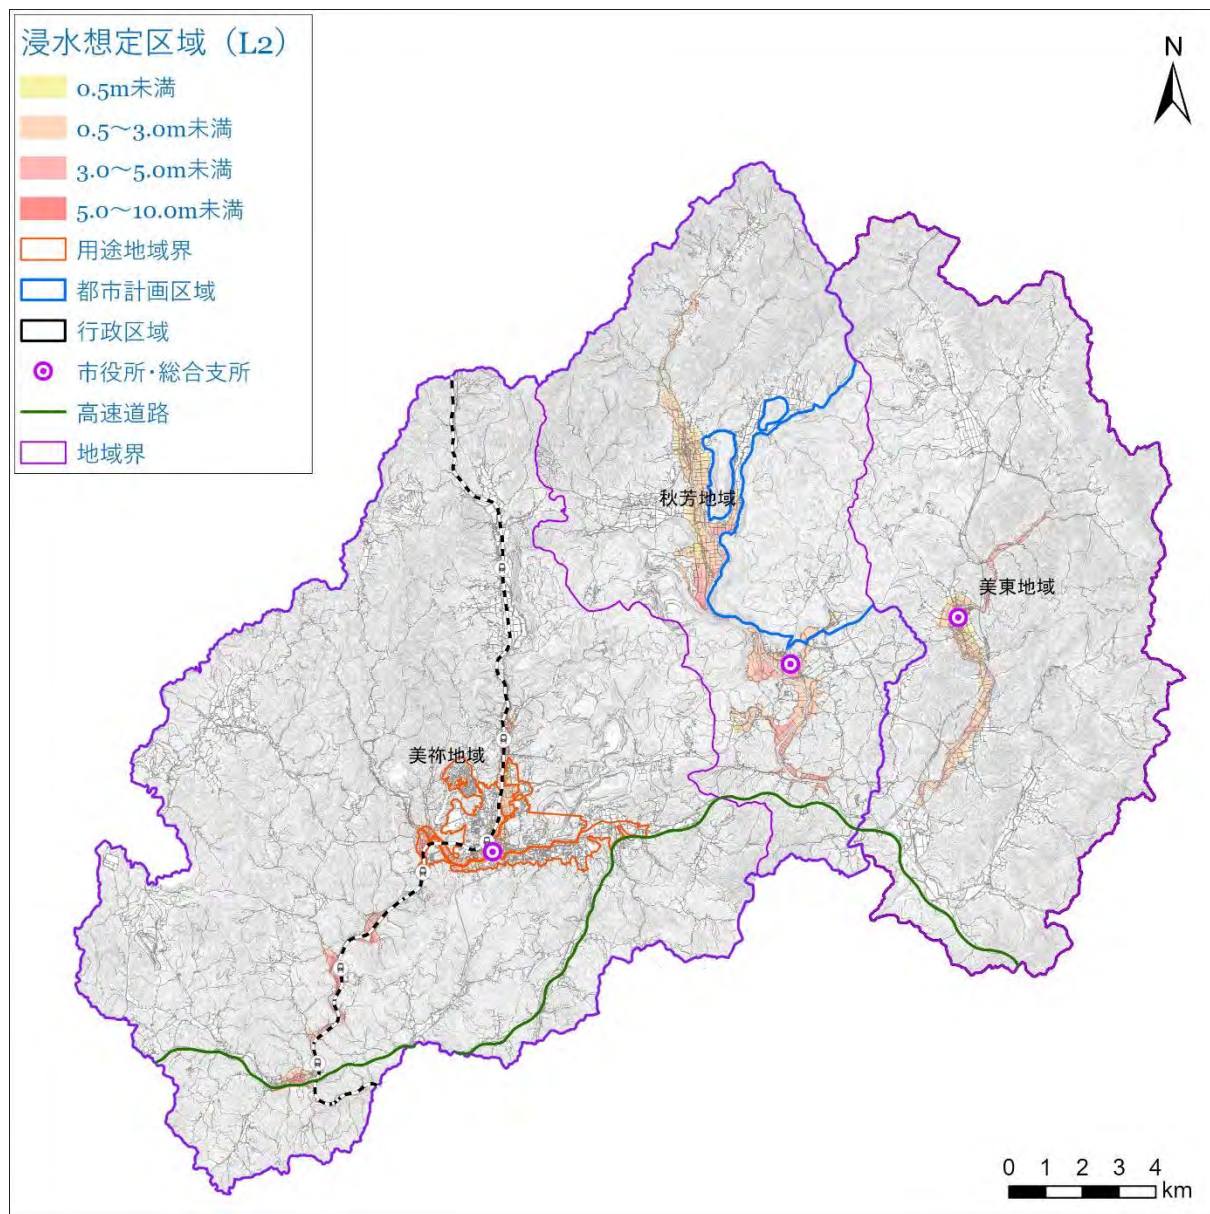 浸水想定区域（L2）
0.5m未満
0.5～3.0m未満
3.0～5.0m未満
5.0～10.0m未満
用途地域界
都市計画区域
行政区域
市役所・総合支所
高速道路
地域界
N
秋芳地域
美東地域
美祢地域
0 1 2 3 4
km